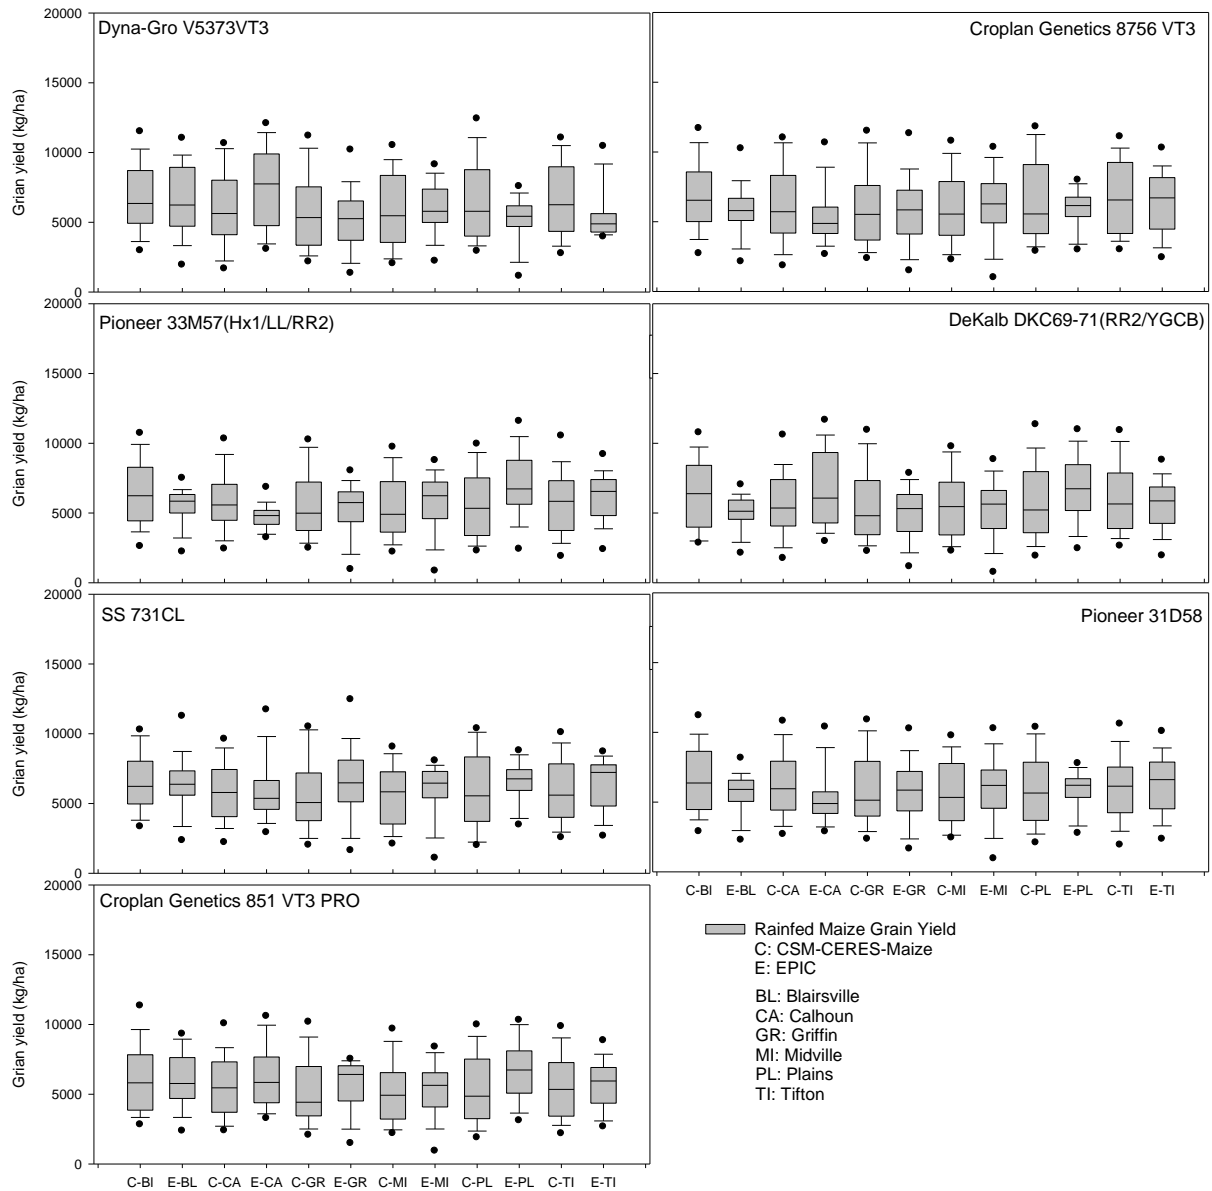 Dyna-Gro V5373VT3
Croplan Genetics 8756 VT3
Grian yield (kg/ha)
20000
15000
10000
5000
0
Pioneer 33M57(Hx1/LL/RR2)
DeKalb DKC69-71(RR2/YGCB)
Grian yield (kg/ha)
20000
15000
10000
5000
0
SS 731CL
Pioneer 31D58
Grian yield (kg/ha)
20000
15000
10000
5000
0
C-BI E-BL C-CA E-CA C-GR E-GR C-MI E-MI C-PL E-PL C-TI E-TI
Croplan Genetics 851 VT3 PRO
Grian yield (kg/ha)
20000
15000
10000
5000
0
C-BI E-BL C-CA E-CA C-GR E-GR C-MI E-MI C-PL E-PL C-TI E-TI
Rainfed Maize Grain Yield
C: CSM-CERES-Maize
E: EPIC
BL: Blairsville
CA: Calhoun
GR: Griffin
MI: Midville
PL: Plains
TI: Tifton